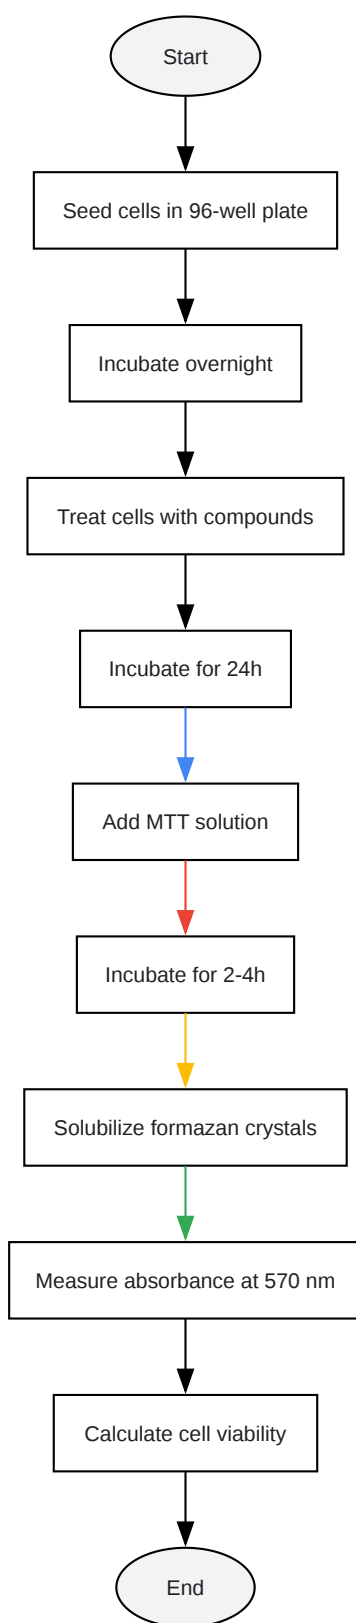 Start
Seed cells in 96-well plate
Incubate overnight
Treat cells with compounds
Incubate for 24h
Add MTT solution
Incubate for 2-4h
Solubilize formazan crystals
Measure absorbance at 570 nm
Calculate cell viability
End